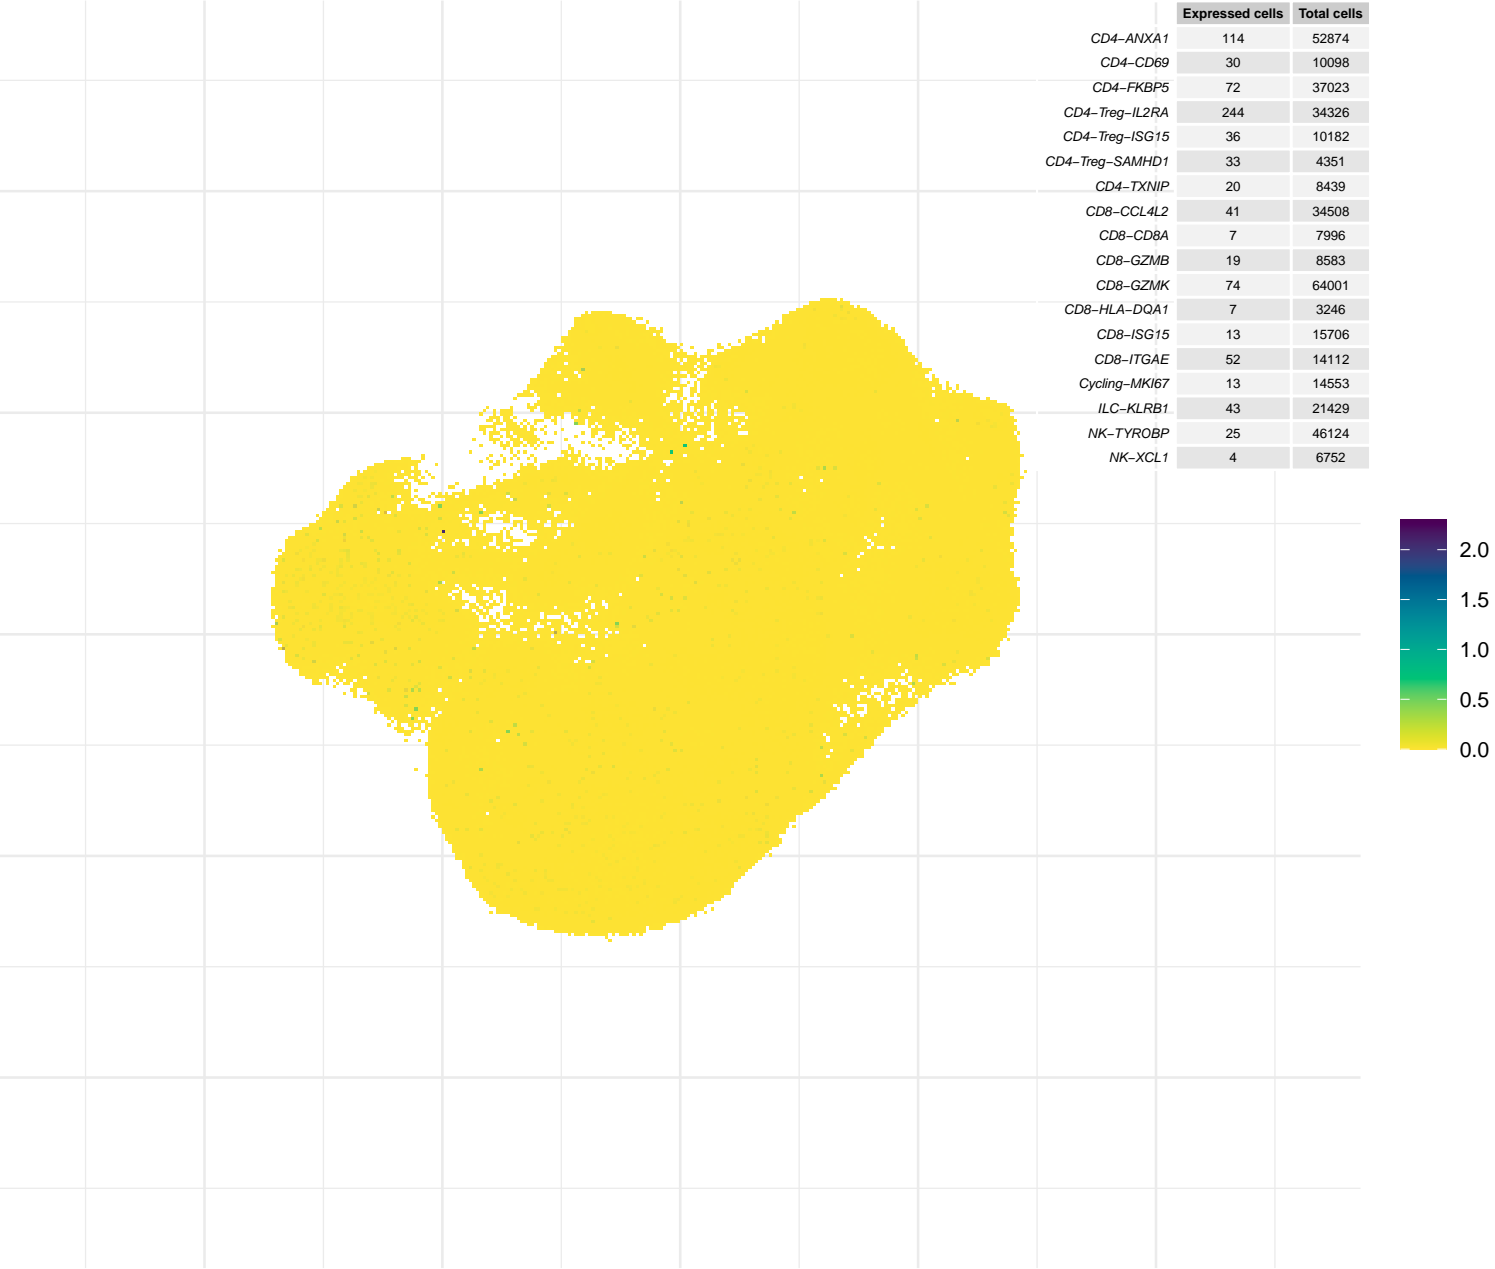 Expressed cells Total cells
CD4−ANXA1 114 52874
CD4−CD69 30 10098
CD4−FKBP5 72 37023
CD4−Treg−IL2RA 244 34326
CD4−Treg−ISG15 36 10182
CD4−Treg−SAMHD1 33 4351
CD4−TXNIP 20 8439
CD8−CCL4L2 41 34508
CD8−CD8A 7 7996
CD8−GZMB 19 8583
CD8−GZMK 74 64001
CD8−HLA−DQA1 7 3246
CD8−ISG15 13 15706
CD8−ITGAE 52 14112
Cycling−MKI67 13 14553
ILC−KLRB1 43 21429
NK−TYROBP 25 46124
NK−XCL1 4 6752
2.0
1.5
1.0
0.5
0.0